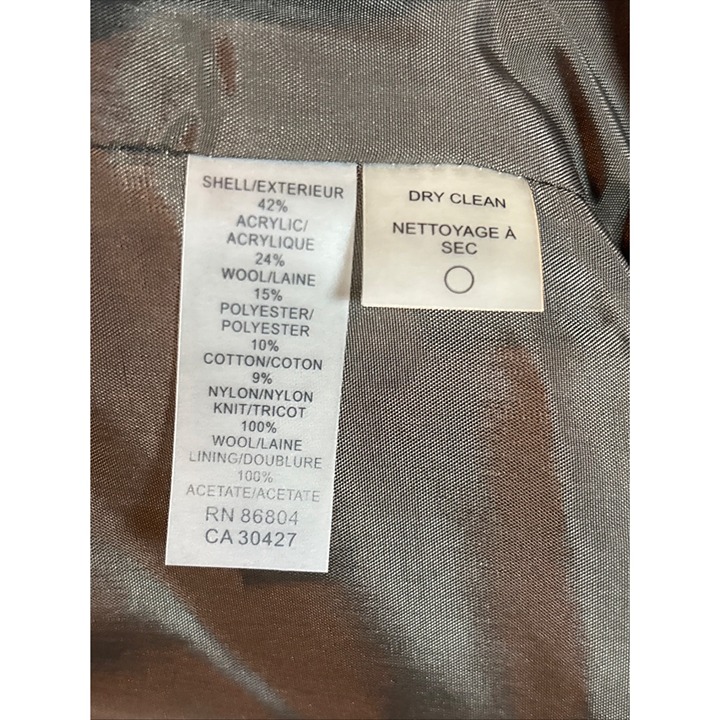 SHELL/EXTERIEUR
42%
ACRYLIC/
ACRYLIQUE
24%
WOOL/LAINE
15%
POLYESTER/
POLYESTER
10%
COTTON/COTON
9%
NYLON/NYLON
KNIT/TRICOT
100%
WOOL/LAINE
LINING/DOUBLURE
100%
ACETATE/ACETATE
RN 86804
CA 30427
DRY CLEAN
NETTOYAGE À
SEC